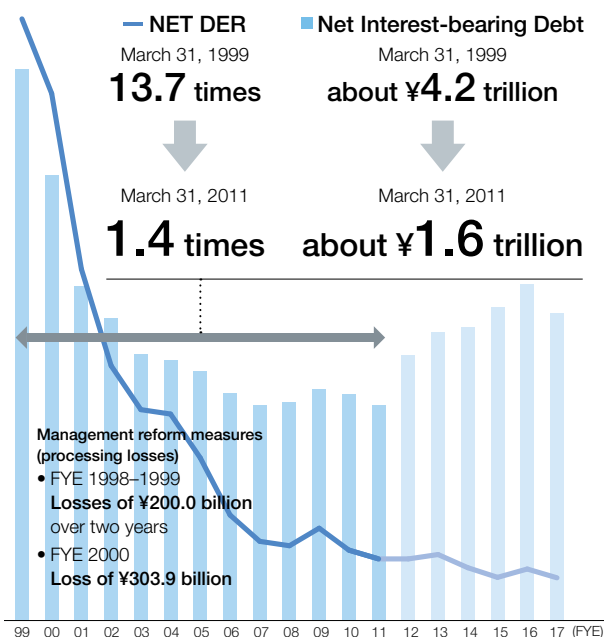 NET DER
March 31, 1999
13.7 times
March 31, 2011
1.4 times
Net Interest-bearing Debt
March 31, 1999
about ¥4.2 trillion
March 31, 2011
about ¥1.6 trillion
Management reform measures
(processing losses)
• FYE 1998–1999
Losses of ¥200.0 billion
over two years
• FYE 2000
Loss of ¥303.9 billion
99 00 01 02 03 04 05 06 07 08 09 10 11 12 13 14 15 16 17 (FYE)